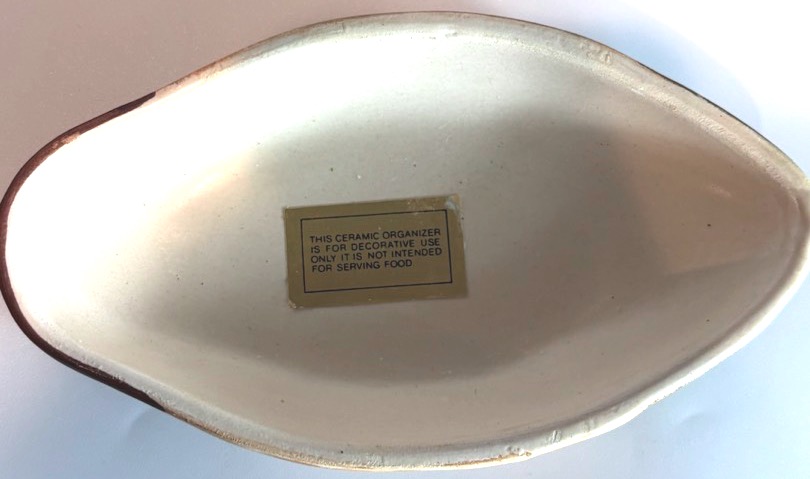 THIS CERAMIC ORGANIZER
IS FOR DECORATIVE USE
ONLY IT IS NOT INTENDED
FOR SERVING FOOD